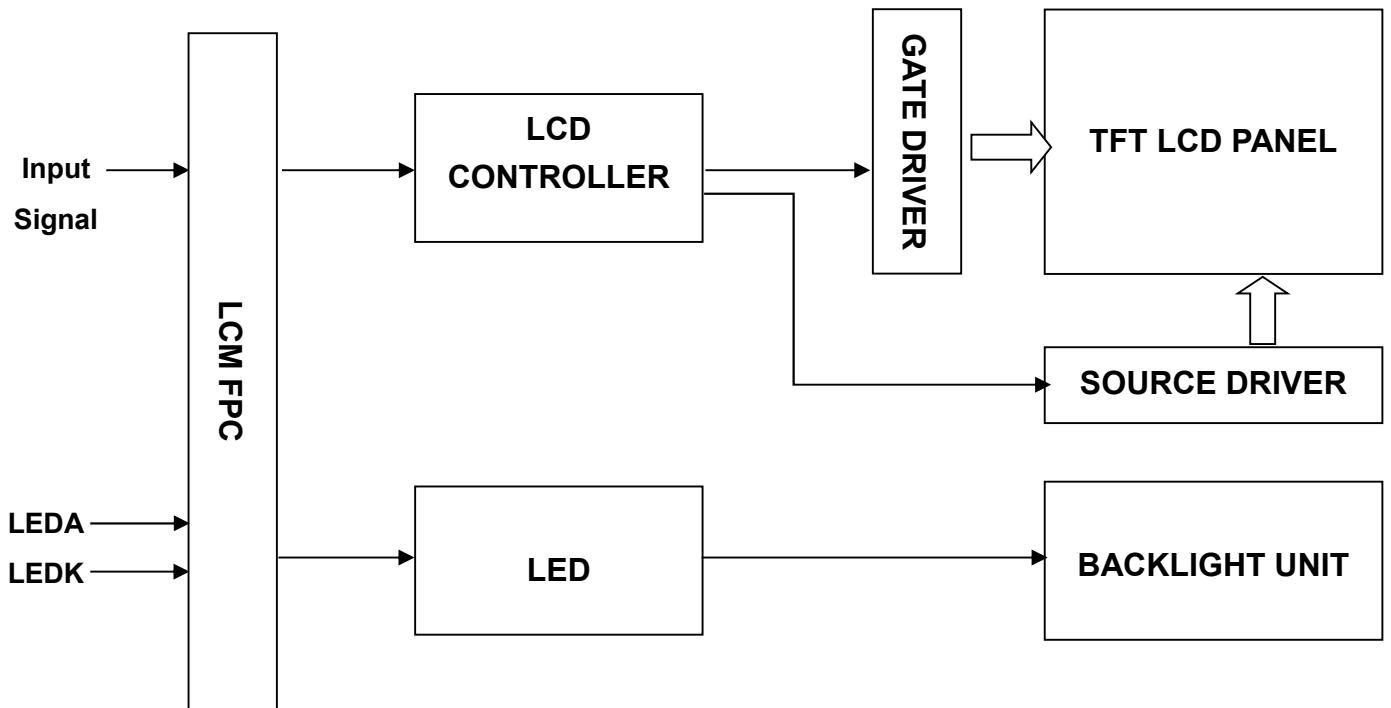 Input
Signal
LEDA
LEDK
LCM FPC
LCD
CONTROLLER
LED
GATE DRIVER
TFT LCD PANEL
SOURCE DRIVER
BACKLIGHT UNIT